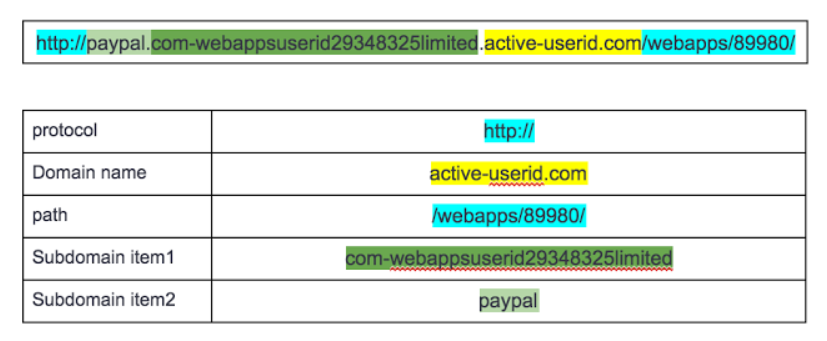 http://paypal.com-webappsuserid29348325limited.active-userid.com/webapps/89980/
protocol http://
Domain name active-userid.com
path /webapps/89980/
Subdomain item1 com-webappsuserid29348325limited
Subdomain item2 paypal